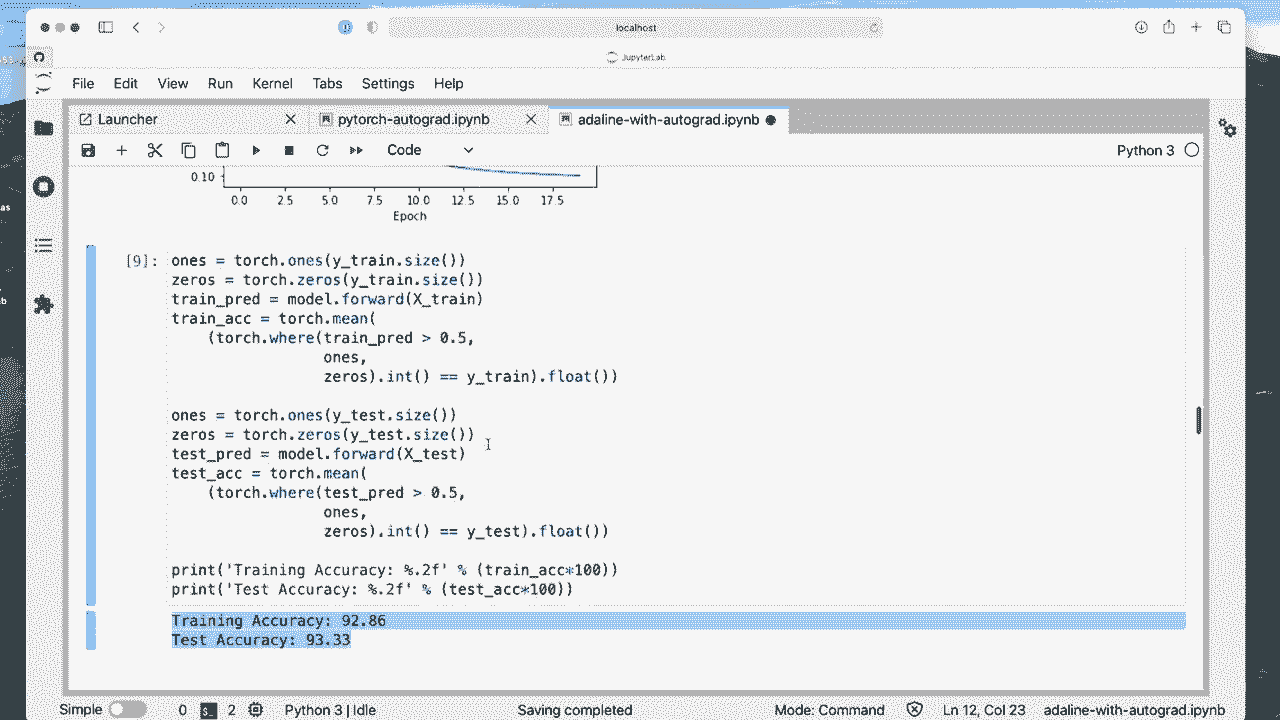 localhost
JupyterLab
File Edit View Run Kernel Tabs Settings Help
Launcher pytorch-autograd.ipynb adaline-with-autograd.ipynb
Code Python 3
as
0.10
0.0 2.5 5.0 7.5 10.0 12.5 15.0 17.5
Epoch
[9]: ones = torch.ones(y_train.size())
zeros = torch.zeros(y_train.size())
train_pred = model.forward(X_train)
train_acc = torch.mean(
(torch.where(train_pred > 0.5,
ones,
zeros).int() == y_train).float())
ones = torch.ones(y_test.size())
zeros = torch.zeros(y_test.size())
test_pred = model.forward(X_test)
test_acc = torch.mean(
(torch.where(test_pred > 0.5,
ones,
zeros).int() == y_test).float())
print('Training Accuracy: %.2f' % (train_acc*100))
print('Test Accuracy: %.2f' % (test_acc*100))
Training Accuracy: 92.86
Test Accuracy: 93.33
Simple 0 2 Python 3 | Idle Saving completed Mode: Command Ln 12, Col 23 adaline-with-autograd.ipynb